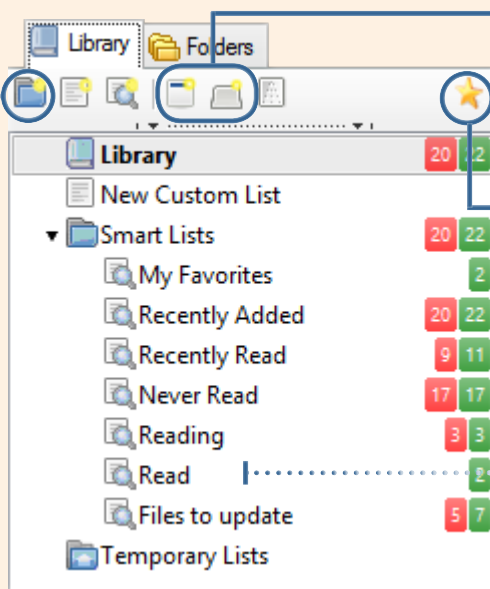 Library Folders
Library 20 22
New Custom List
Smart Lists 20 22
My Favorites 2
Recently Added 20 22
Recently Read 9 11
Never Read 17 17
Reading 3 3
Read 2
Files to update 5 7
Temporary Lists